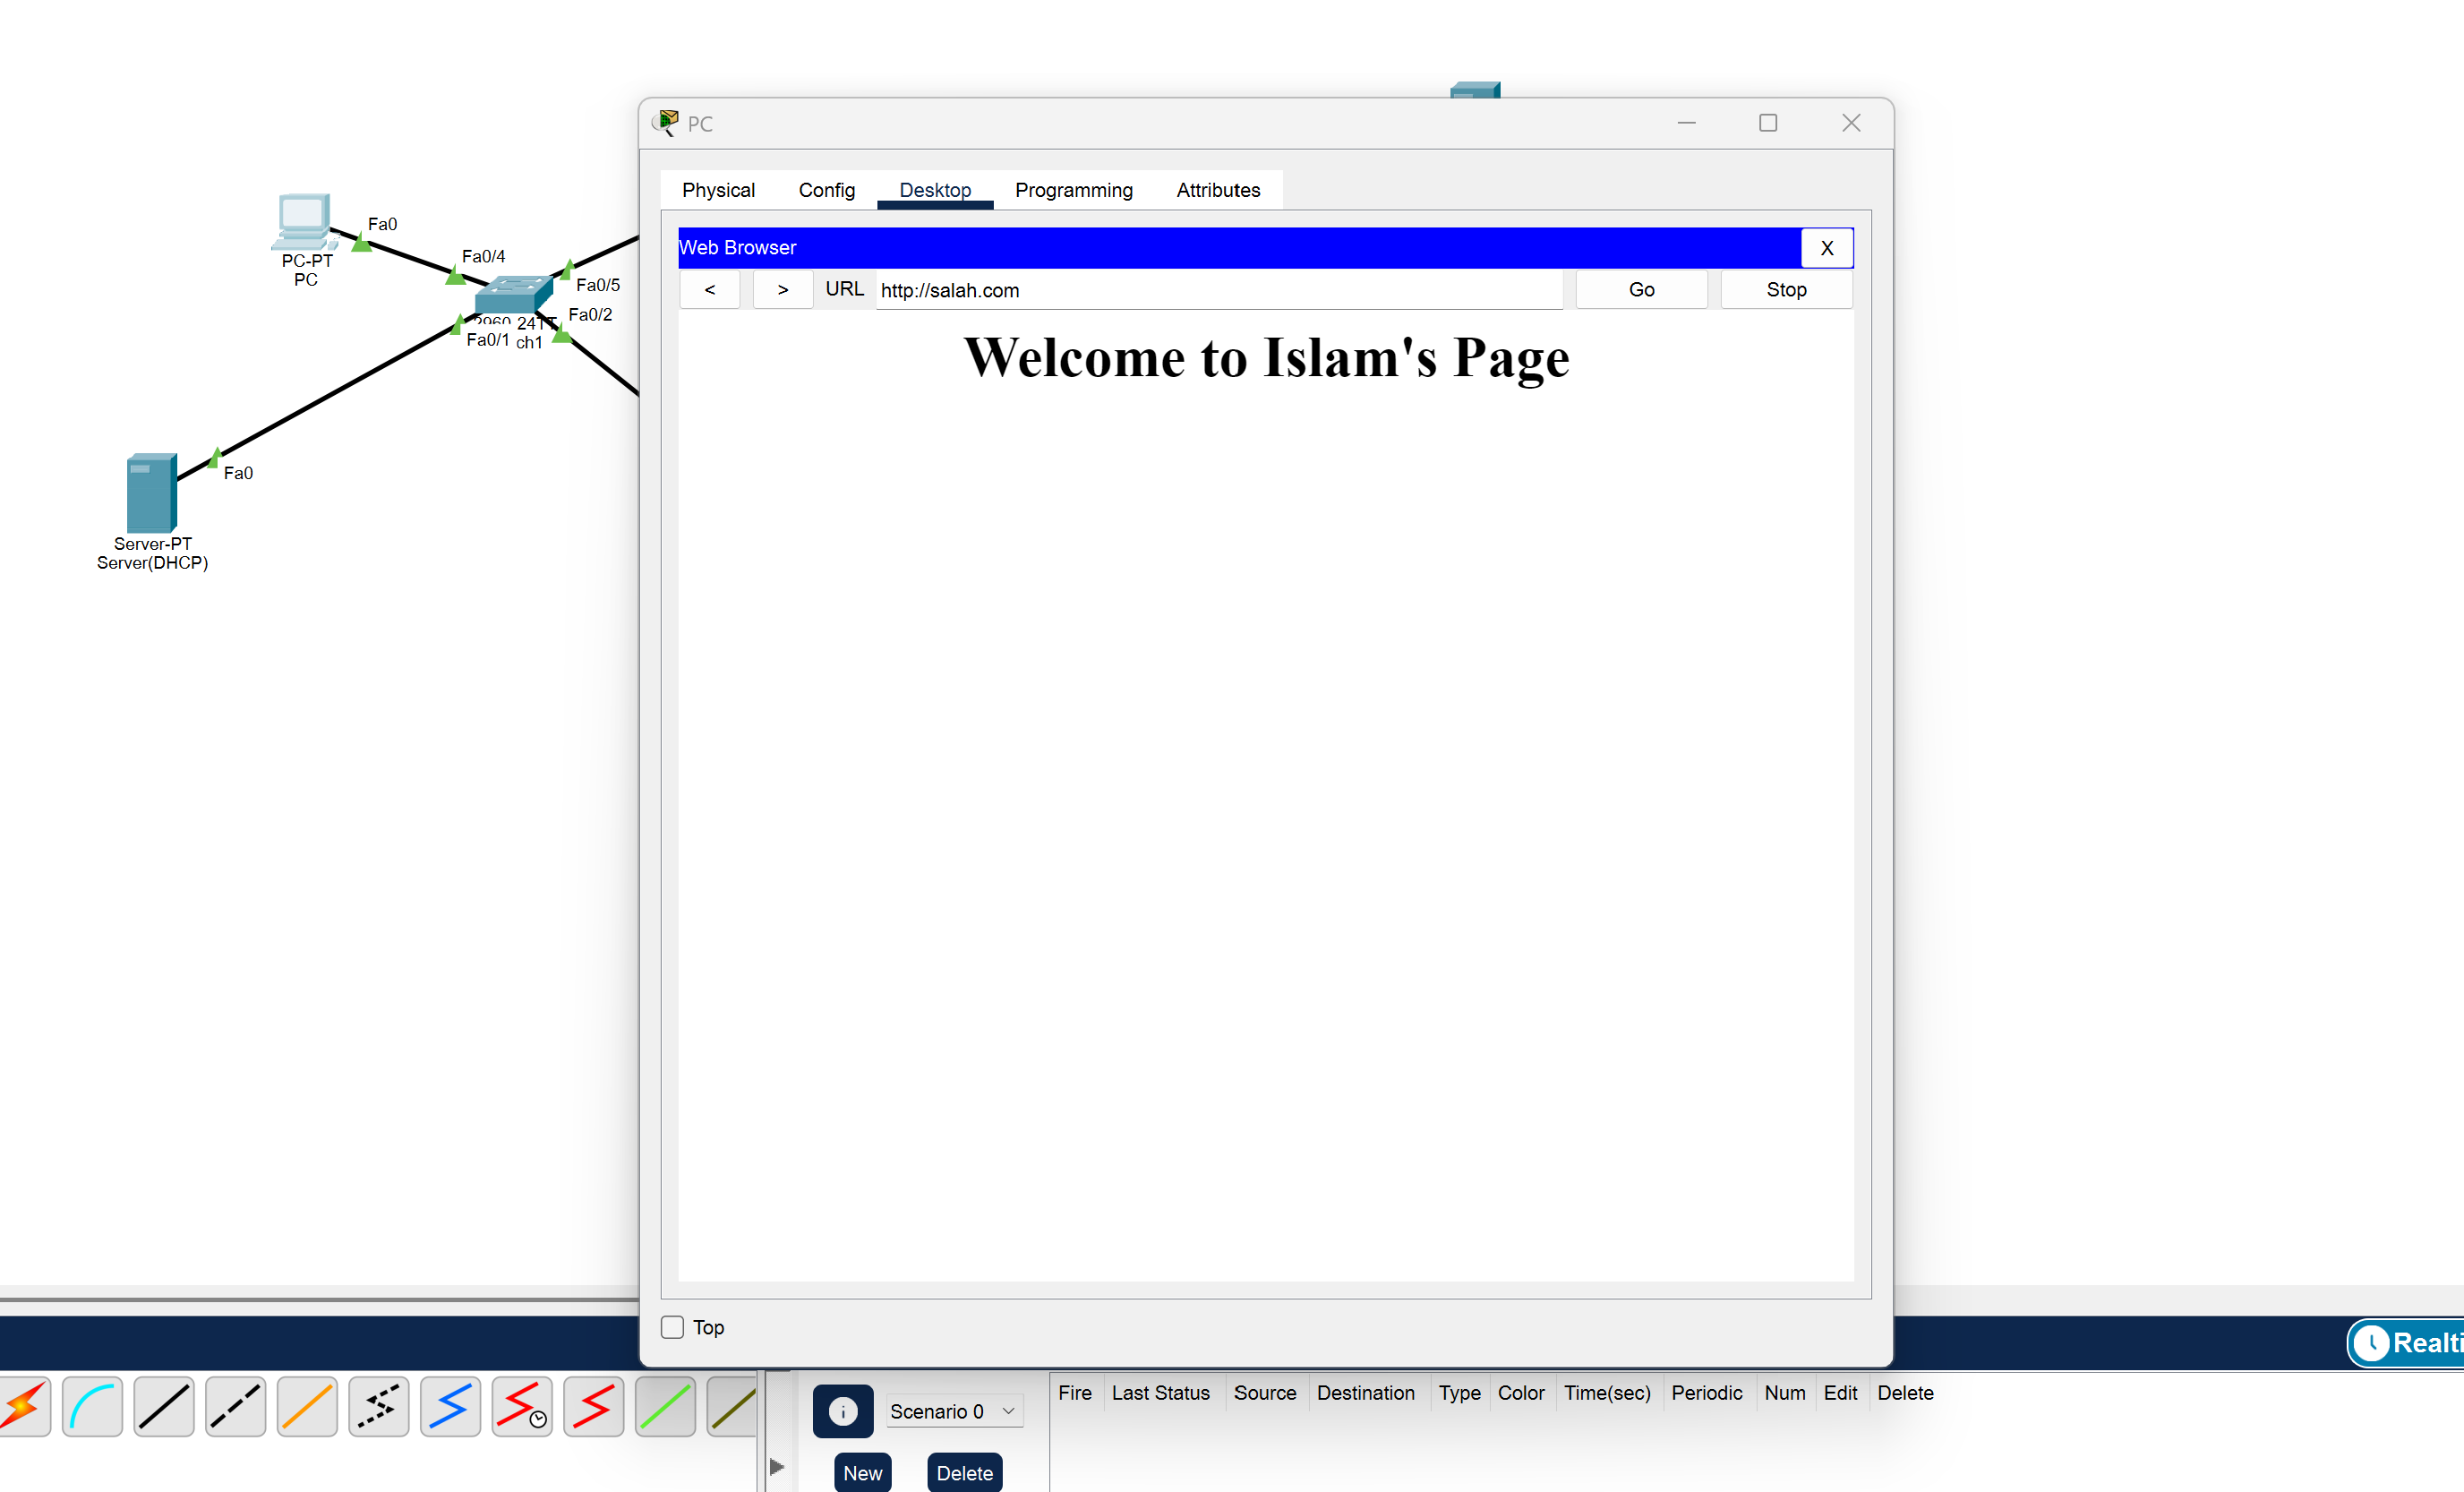 PC
Physical Config Desktop Programming Attributes
Web Browser X
< > URL http://salah.com Go Stop
Welcome to Islam's Page
Fa0
PC-PT
PC
Fa0/4
Fa0/5
Fa0/2
2960 24TT
Fa0/1 ch1
Fa0
Server-PT
Server(DHCP)
Top
Realti
Scenario 0
New Delete
Fire Last Status Source Destination Type Color Time(sec) Periodic Num Edit Delete